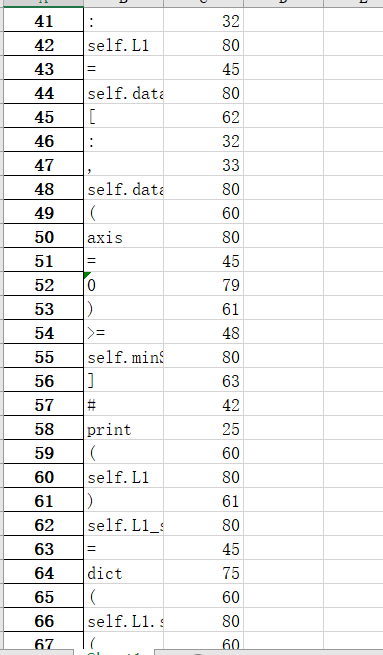 41 : 32
42 self.L1 80
43 = 45
44 self.data 80
45 [ 62
46 : 32
47 , 33
48 self.data 80
49 ( 60
50 axis 80
51 = 45
52 0 79
53 ) 61
54 >= 48
55 self.minS 80
56 ] 63
57 # 42
58 print 25
59 ( 60
60 self.L1 80
61 ) 61
62 self.L1_s 80
63 = 45
64 dict 75
65 ( 60
66 self.L1.s 80
67 ( 60